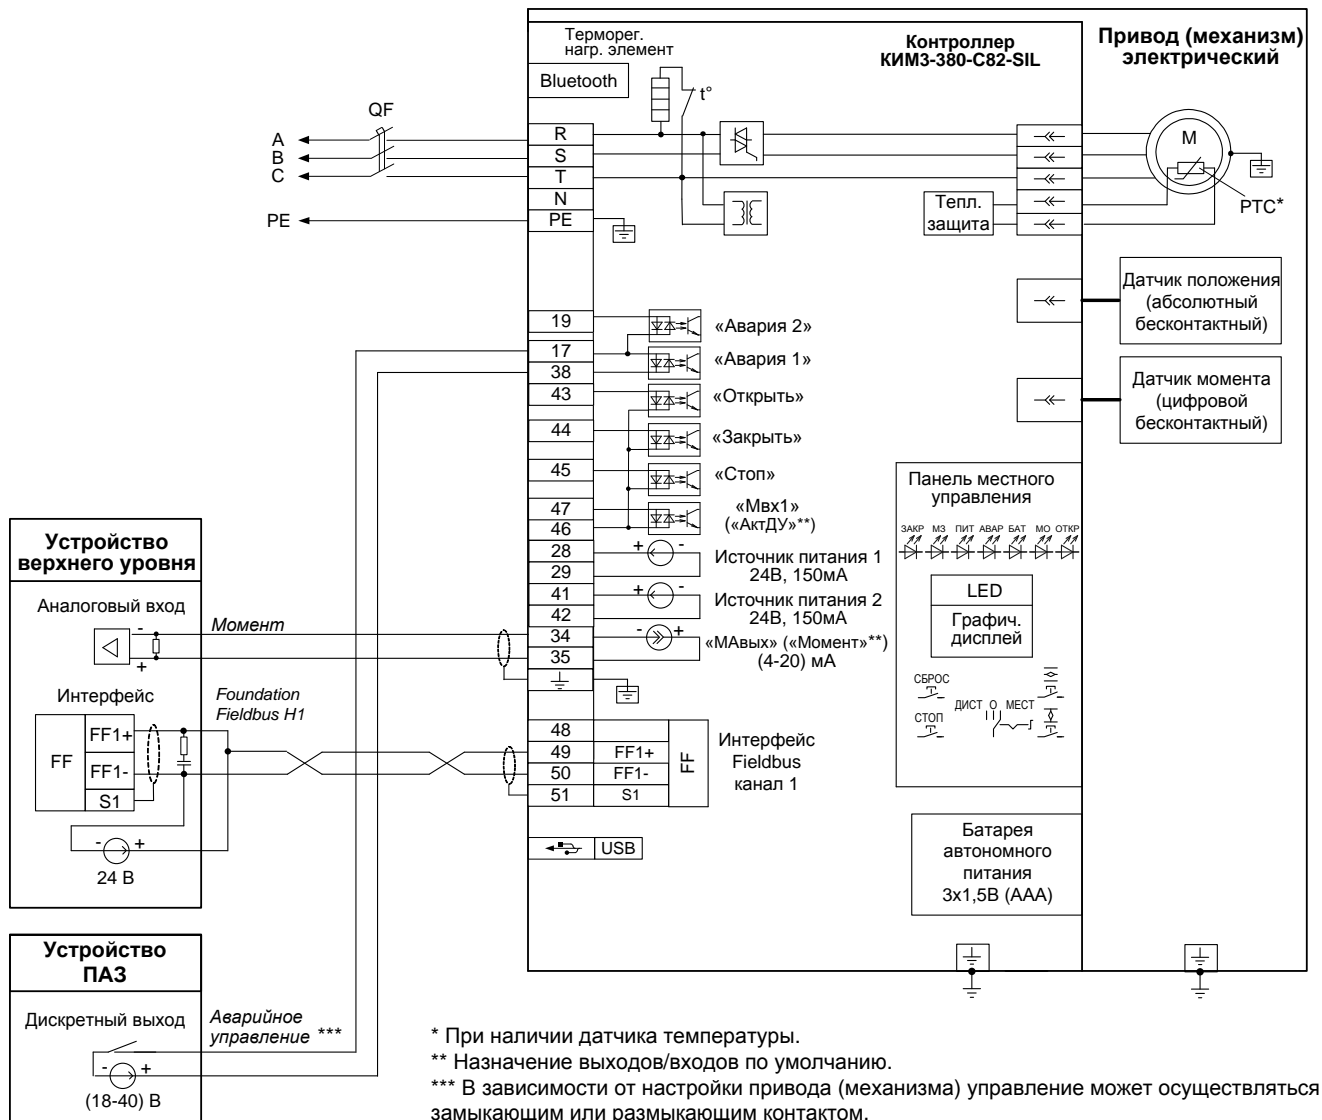 Терморег.
нагр. элемент
Bluetooth
Контроллер
КИМ3-380-С82-SIL
Привод (механизм)
электрический
t°
QF
A
B
C
PE
R
S
T
N
PE
M
PTC*
Тепл.
защита
Датчик положения
(абсолютный
бесконтактный)
Датчик момента
(цифровой
бесконтактный)
19
«Авария 2»
17
«Авария 1»
38
43
«Открыть»
44
«Закрыть»
45
«Стоп»
47
«Мвх1»
(«АктДУ»**)
46
28
+ -
Источник питания 1
24В, 150мА
29
41
+ -
Источник питания 2
24В, 150мА
42
34
- +
«МАвых» («Момент»**)
(4-20) мА
35
48
49
FF1+
50
FF1-
51
S1
FF
Интерфейс
Fieldbus
канал 1
USB
Панель местного
управления
ЗАКР МЗ ПИТ АВАР БАТ МО ОТКР
LED
Графич.
дисплей
СБРОС
СТОП
ДИСТ О МЕСТ
Батарея
автономного
питания
3х1,5В (ААА)
Устройство
верхнего уровня
Аналоговый вход
-
+
Момент
Интерфейс
Foundation
Fieldbus H1
FF
FF1+
FF1-
S1
- +
24 В
Устройство
ПАЗ
Дискретный выход
Аварийное
управление ***
- +
(18-40) В
* При наличии датчика температуры.
** Назначение выходов/входов по умолчанию.
*** В зависимости от настройки привода (механизма) управление может осуществляться
замыкающим или размыкающим контактом.